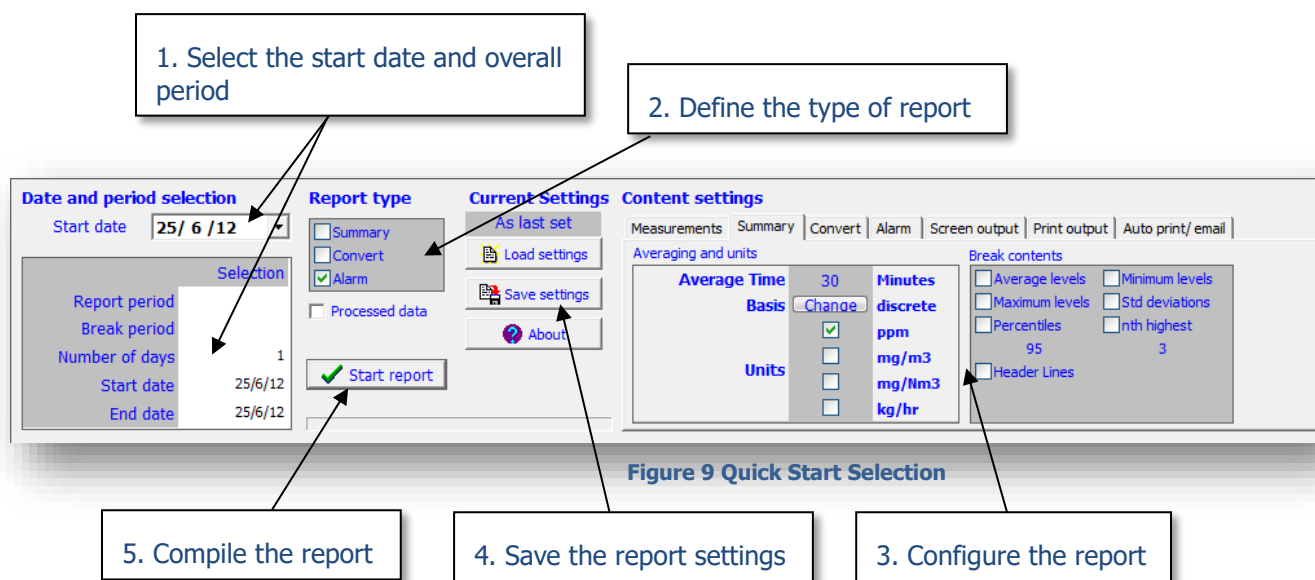 1. Select the start date and overall
period
2. Define the type of report
Date and period selection
Start date 25/ 6 /12
Selection
Report period
Break period
Number of days 1
Start date 25/6/12
End date 25/6/12
Report type
Summary
Convert
Alarm
Processed data
Start report
Current Settings
As last set
Load settings
Save settings
About
Content settings
Measurements Summary Convert Alarm Screen output Print output Auto print/ email
Averaging and units
Average Time 30 Minutes
Basis Change discrete
ppm
mg/m3
Units
mg/Nm3
kg/hr
Break contents
Average levels Minimum levels
Maximum levels Std deviations
Percentiles nth highest
95 3
Header Lines
Figure 9 Quick Start Selection
5. Compile the report
4. Save the report settings
3. Configure the report